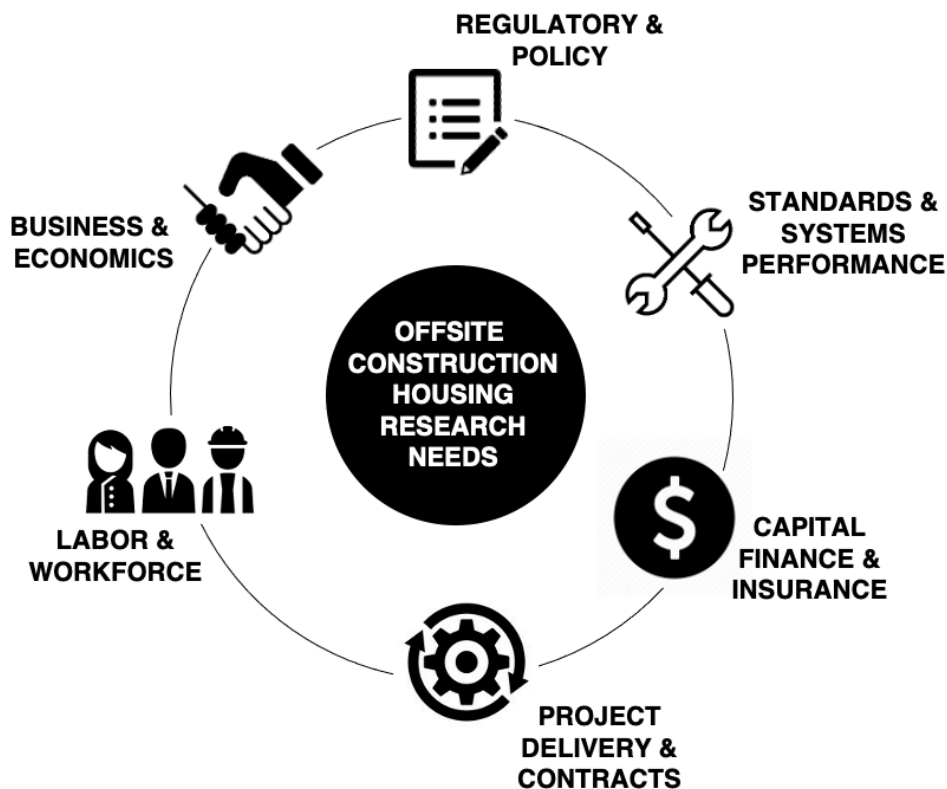 REGULATORY &
POLICY
STANDARDS &
SYSTEMS
PERFORMANCE
CAPITAL
FINANCE &
INSURANCE
PROJECT
DELIVERY &
CONTRACTS
LABOR &
WORKFORCE
BUSINESS &
ECONOMICS
OFFSITE
CONSTRUCTION
HOUSING
RESEARCH
NEEDS
$